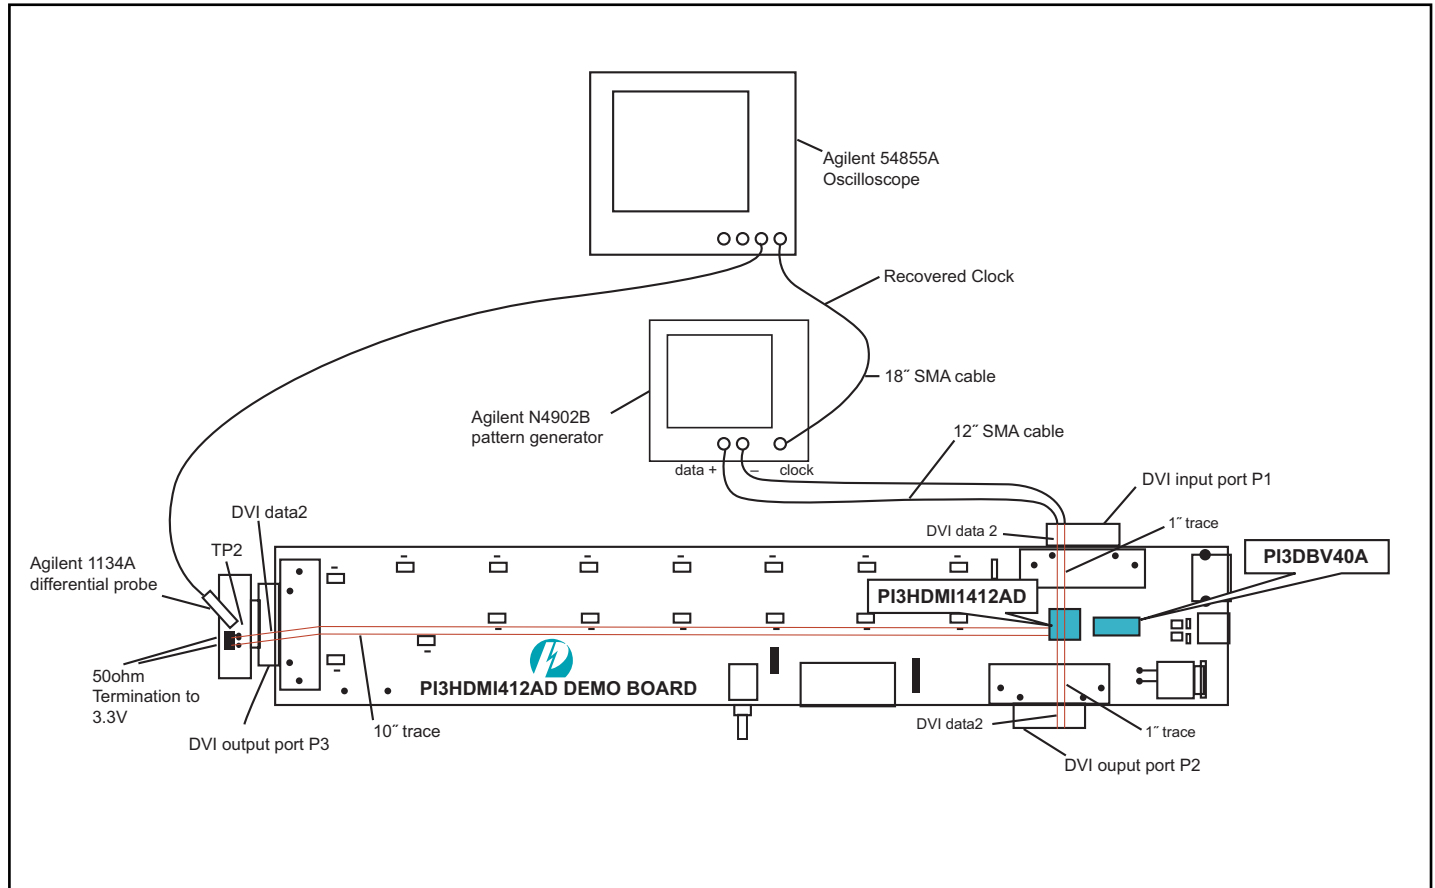 Agilent 54855A
Oscilloscope
Recovered Clock
18˝ SMA cable
Agilent N4902B
pattern generator
12˝ SMA cable
data +
–
clock
DVI input port P1
DVI data2
DVI data 2
1˝ trace
TP2
Agilent 1134A
differential probe
PI3DBV40A
PI3HDMI1412AD
50ohm
Termination to
3.3V
PI3HDMI412AD DEMO BOARD
DVI output port P3
10˝ trace
DVI data2
1˝ trace
DVI ouput port P2